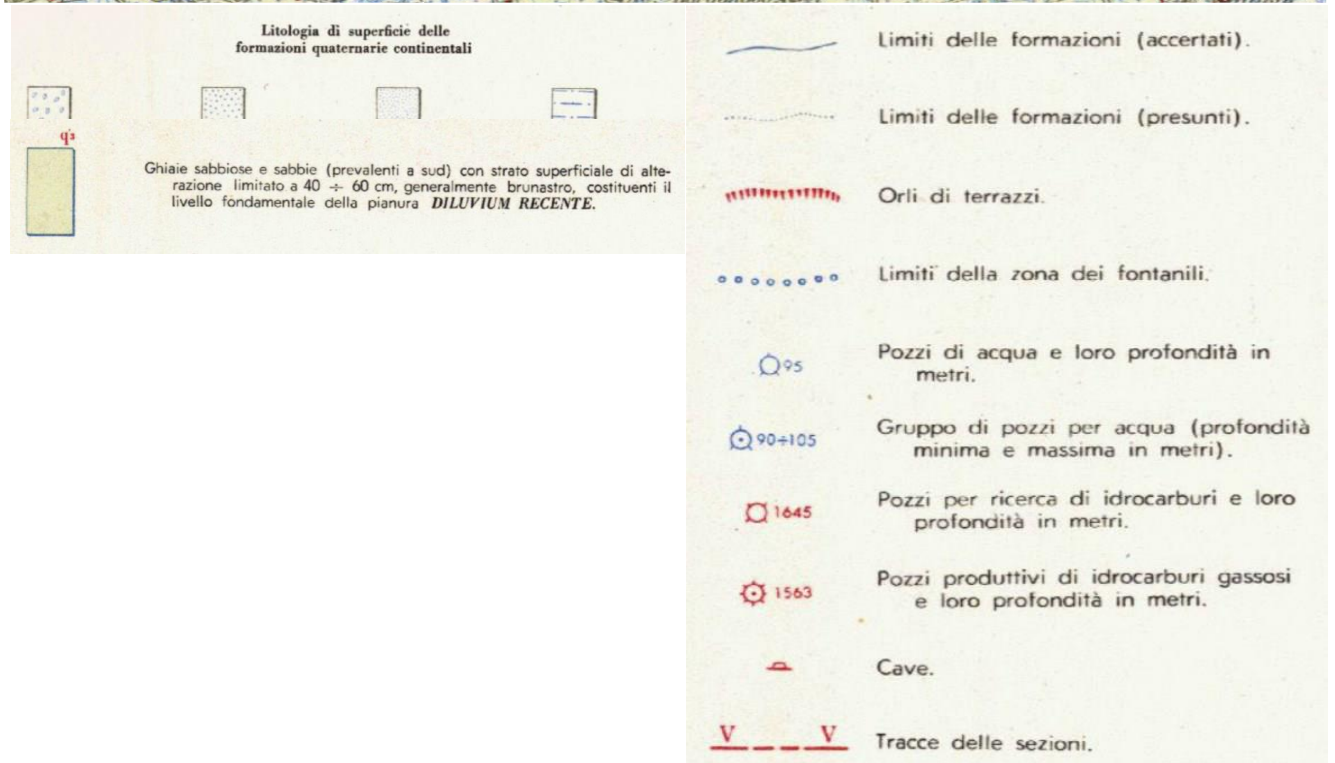 Litologia di superficie delle
formazioni quaternarie continentali
q3
Ghiaie sabbiose e sabbie (prevalenti a sud) con strato superficiale di alte-
razione limitato a 40 ÷ 60 cm, generalmente brunastro, costituenti il
livello fondamentale della pianura DILUVIUM RECENTE.
Limiti delle formazioni (accertati).
Limiti delle formazioni (presunti).
Orli di terrazzi.
Limiti della zona dei fontanili.
95
Pozzi di acqua e loro profondità in
metri.
90÷105
Gruppo di pozzi per acqua (profondità
minima e massima in metri).
1645
Pozzi per ricerca di idrocarburi e loro
profondità in metri.
1563
Pozzi produttivi di idrocarburi gassosi
e loro profondità in metri.
Cave.
V V
Tracce delle sezioni.